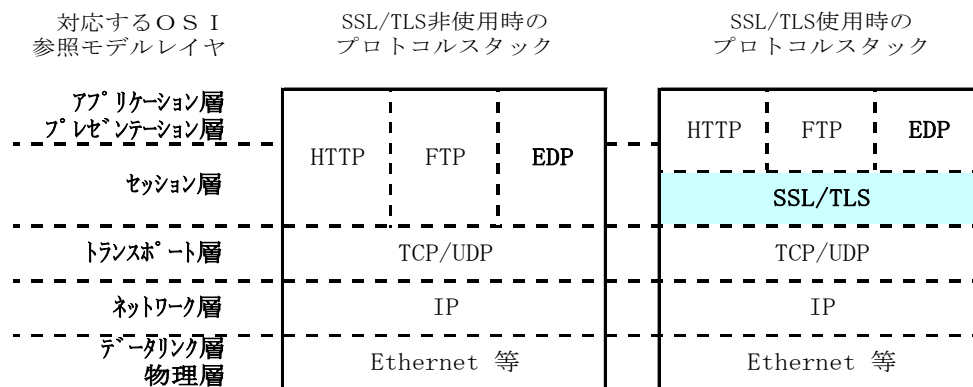 対応するＯＳＩ
参照モデルレイヤ
SSL/TLS非使用時の
プロトコルスタック
SSL/TLS使用時の
プロトコルスタック
ｱﾌﾟﾘｹｰｼｮﾝ層
ﾌﾟﾚｾﾞﾝﾃｰｼｮﾝ層
HTTP FTP EDP
HTTP FTP EDP
ｾｯｼｮﾝ層
SSL/TLS
ﾄﾗﾝｽﾎﾟｰﾄ層
TCP/UDP
TCP/UDP
ﾈｯﾄﾜｰｸ層
IP
IP
ﾃﾞｰﾀﾘﾝｸ層
物理層
Ethernet 等
Ethernet 等